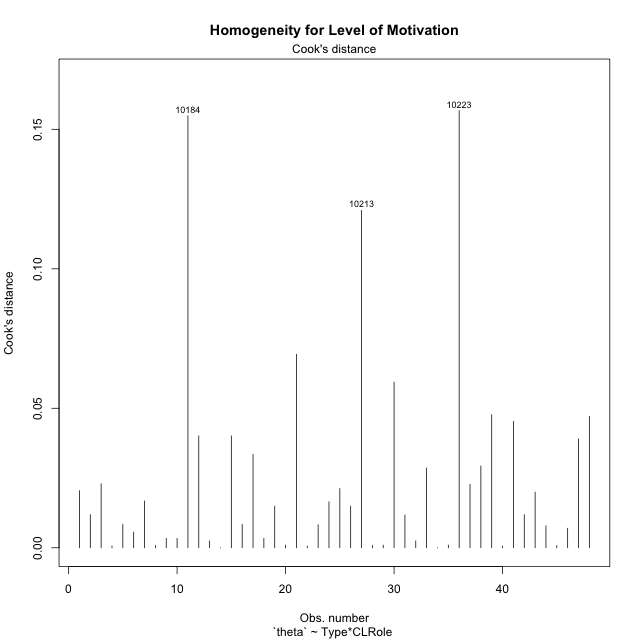 Homogeneity for Level of Motivation
Cook's distance
10184
10223
10213
Cook's distance
0.15
0.10
0.05
0.00
0 10 20 30 40
Obs. number
`theta` ~ Type*CLRole